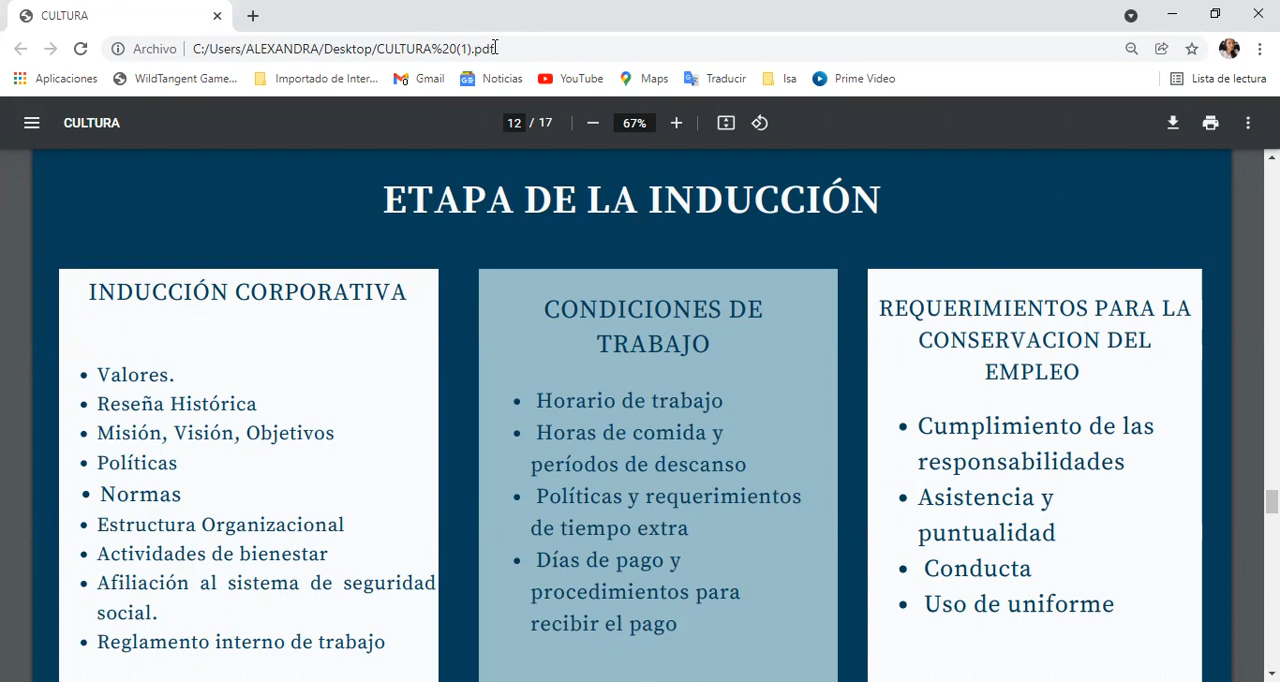 CULTURA
Archivo
C:/Users/ALEXANDRA/Desktop/CULTURA%20(1).pdf
Aplicaciones
WildTangent Game...
Importado de Inter...
Gmail
Noticias
YouTube
Maps
Traducir
Isa
Prime Video
Lista de lectura
CULTURA
12 / 17
67%
ETAPA DE LA INDUCCIÓN
INDUCCIÓN CORPORATIVA
• Valores.
• Reseña Histórica
• Misión, Visión, Objetivos
• Políticas
• Normas
• Estructura Organizacional
• Actividades de bienestar
• Afiliación al sistema de seguridad
social.
• Reglamento interno de trabajo
CONDICIONES DE
TRABAJO
• Horario de trabajo
• Horas de comida y
períodos de descanso
• Políticas y requerimientos
de tiempo extra
• Días de pago y
procedimientos para
recibir el pago
REQUERIMIENTOS PARA LA
CONSERVACION DEL
EMPLEO
• Cumplimiento de las
responsabilidades
• Asistencia y
puntualidad
• Conducta
• Uso de uniforme